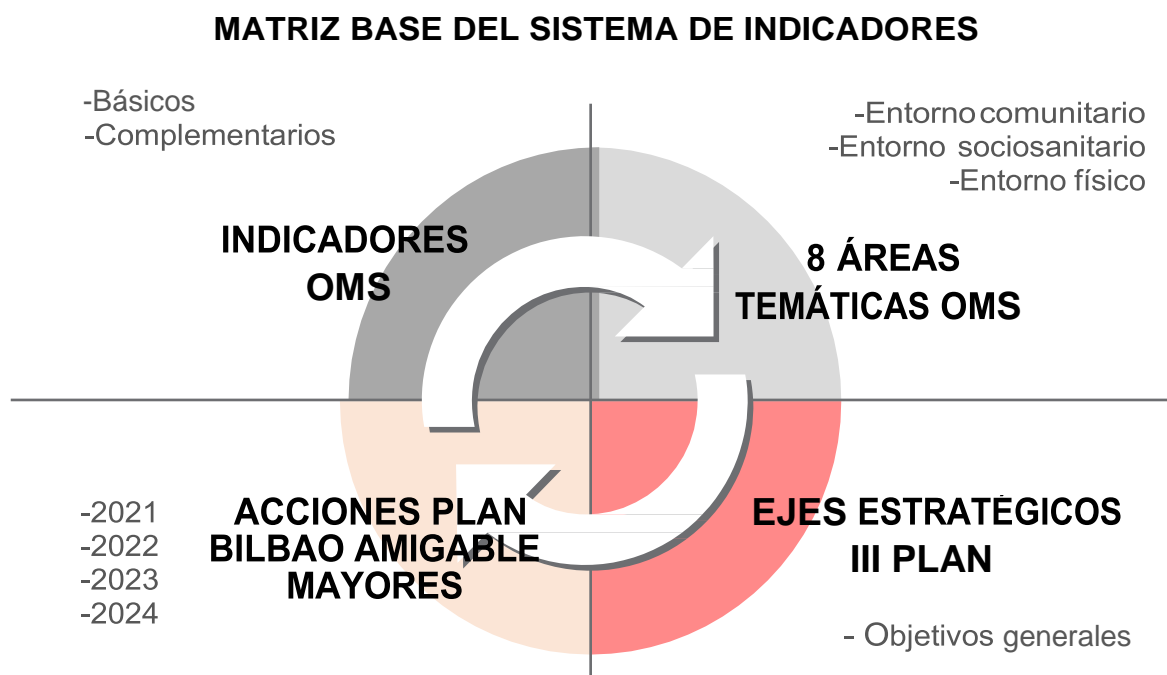 MATRIZ BASE DEL SISTEMA DE INDICADORES
-Básicos
-Complementarios
-Entorno comunitario
-Entorno sociosanitario
-Entorno físico
INDICADORES
OMS
8 ÁREAS
TEMÁTICAS OMS
-2021
-2022
-2023
-2024
ACCIONES PLAN
BILBAO AMIGABLE
MAYORES
EJES ESTRATÉGICOS
III PLAN
- Objetivos generales